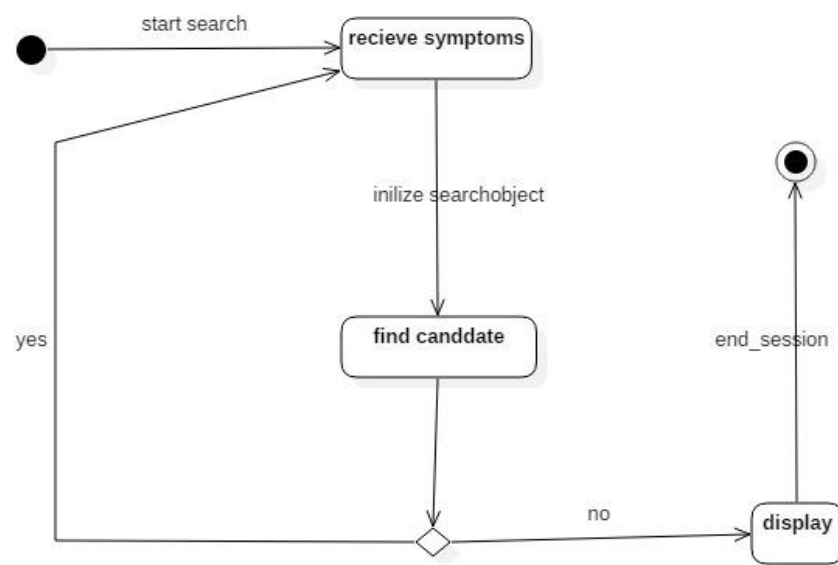 start search
recieve symptoms
inilize searchobject
find canddate
yes
end_session
no
display